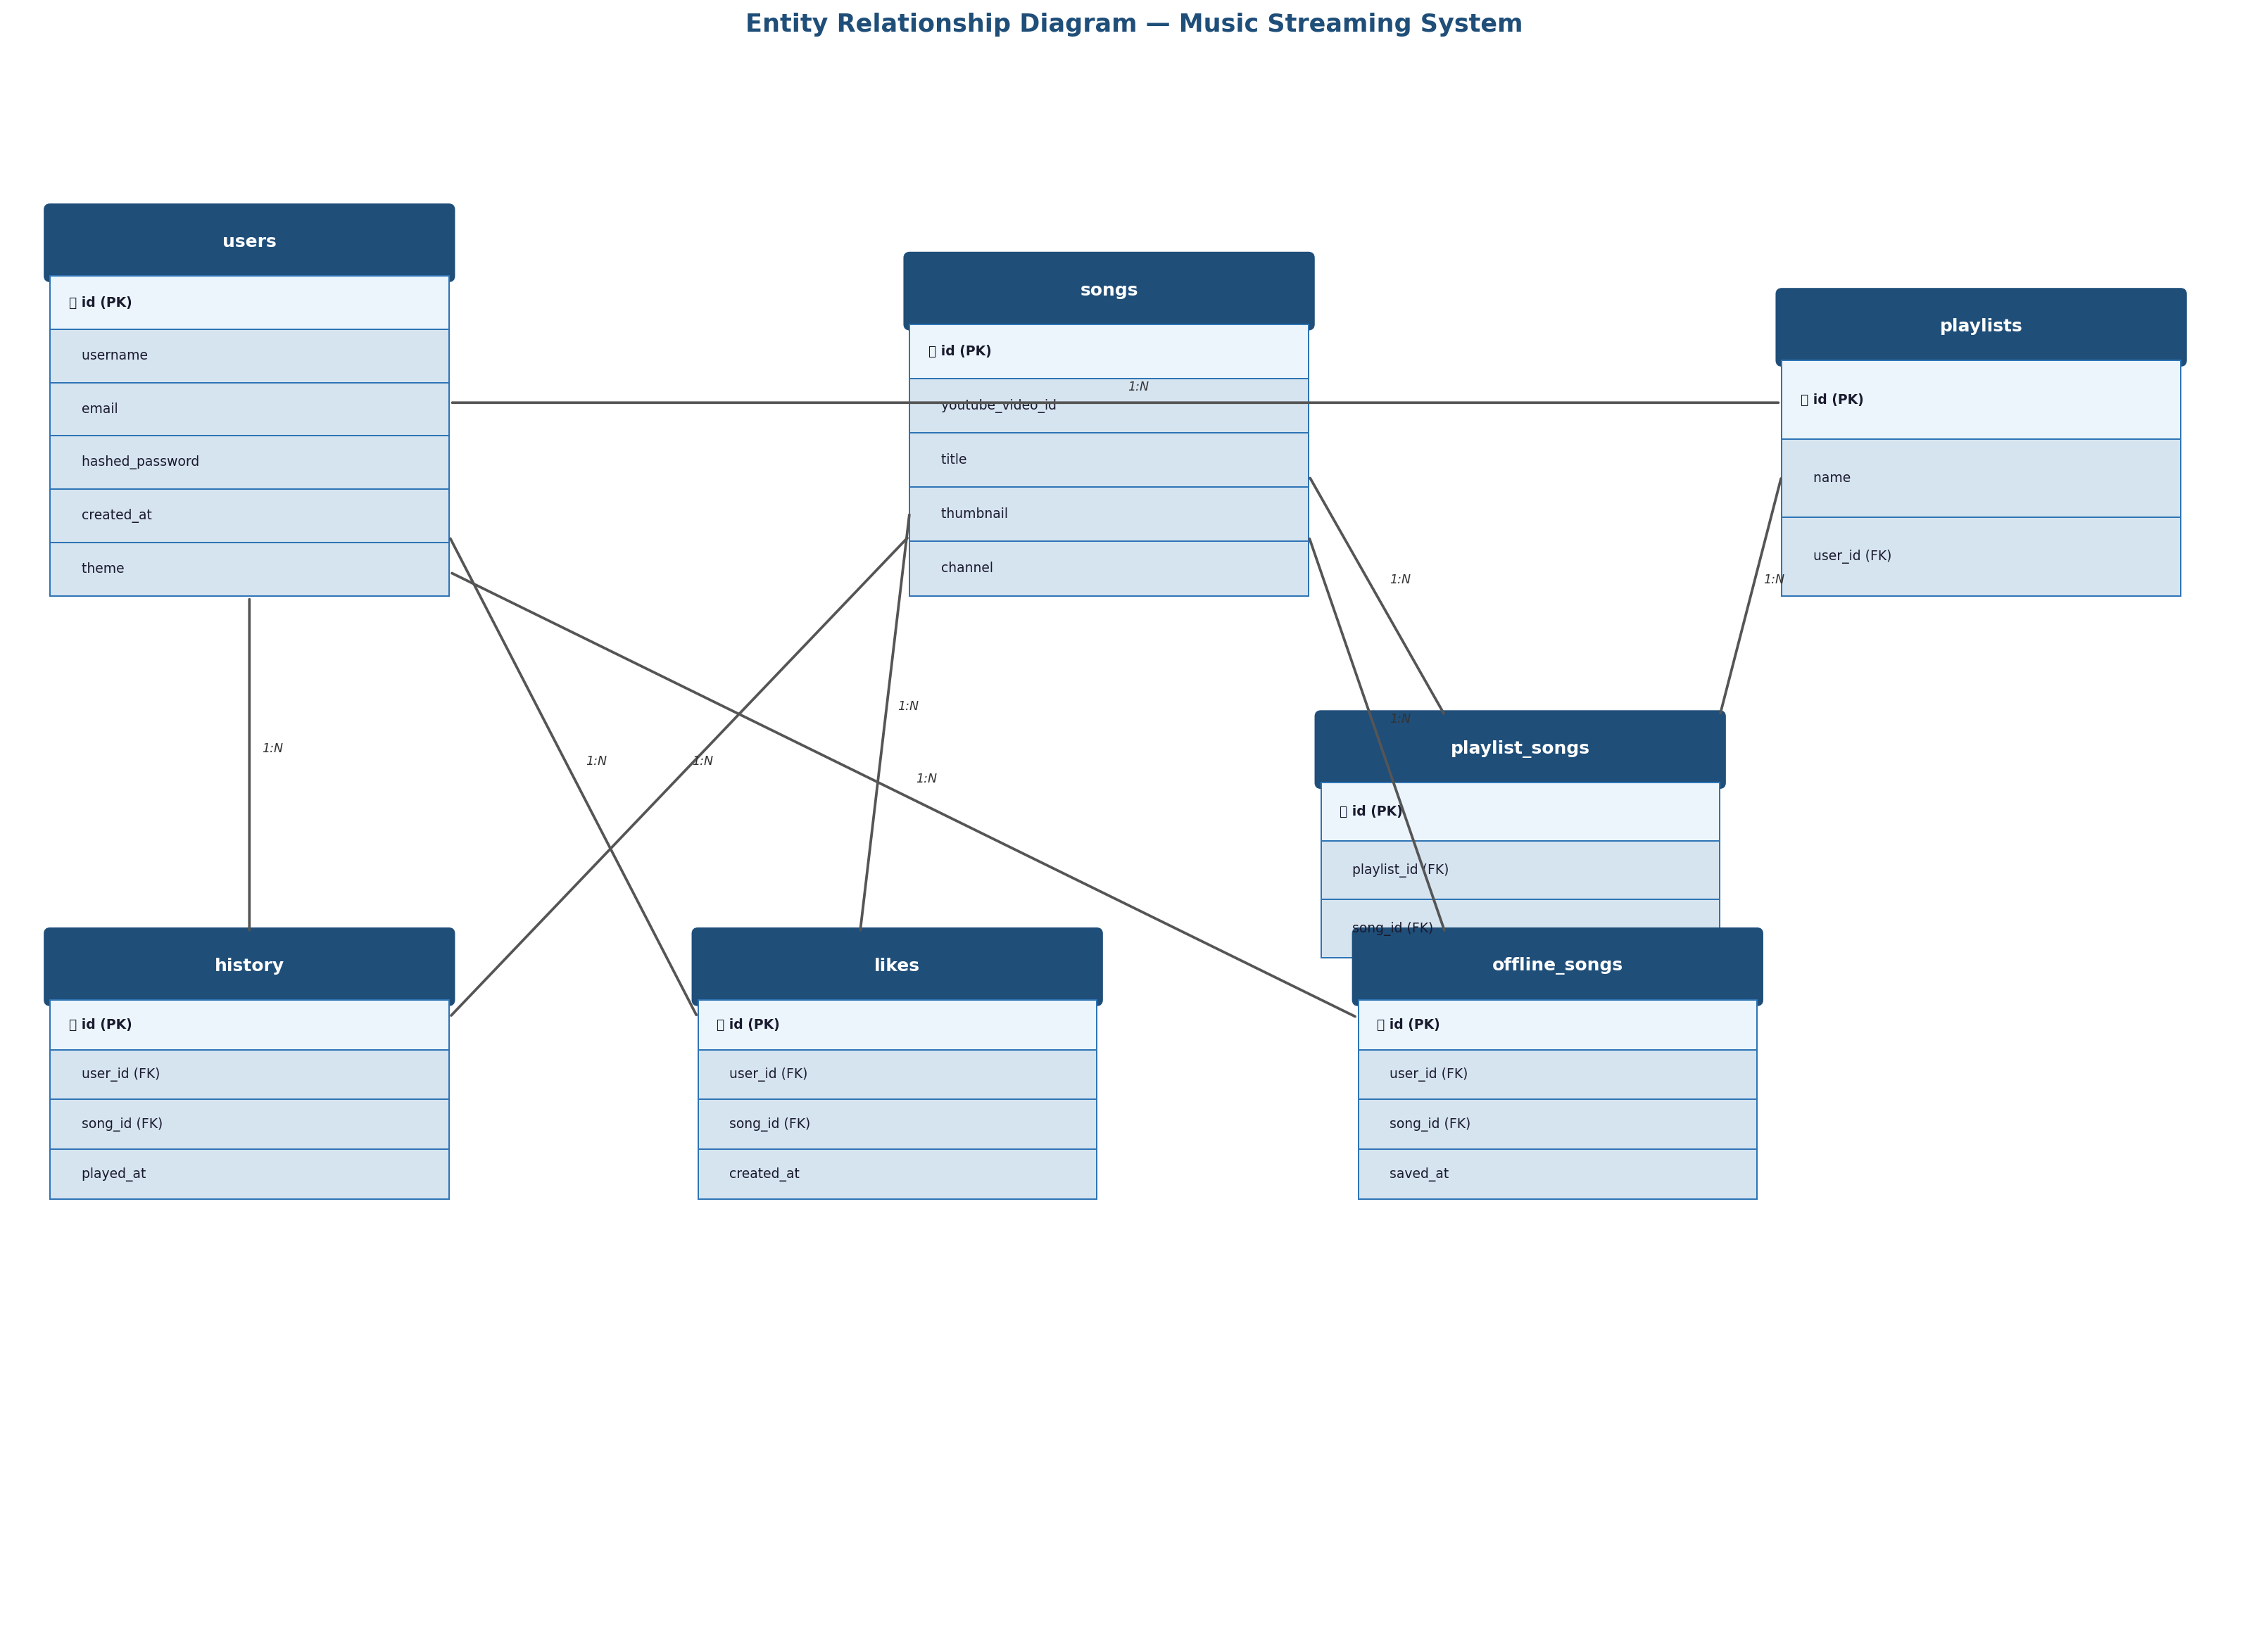 Entity Relationship Diagram — Music Streaming System
users
id (PK)
username
email
hashed_password
created_at
theme
songs
id (PK)
youtube_video_id
title
thumbnail
channel
playlists
id (PK)
name
user_id (FK)
1:N
1:N
1:N
1:N
1:N
1:N
1:N
1:N
1:N
playlist_songs
id (PK)
playlist_id (FK)
song_id (FK)
history
id (PK)
user_id (FK)
song_id (FK)
played_at
likes
id (PK)
user_id (FK)
song_id (FK)
created_at
offline_songs
id (PK)
user_id (FK)
song_id (FK)
saved_at